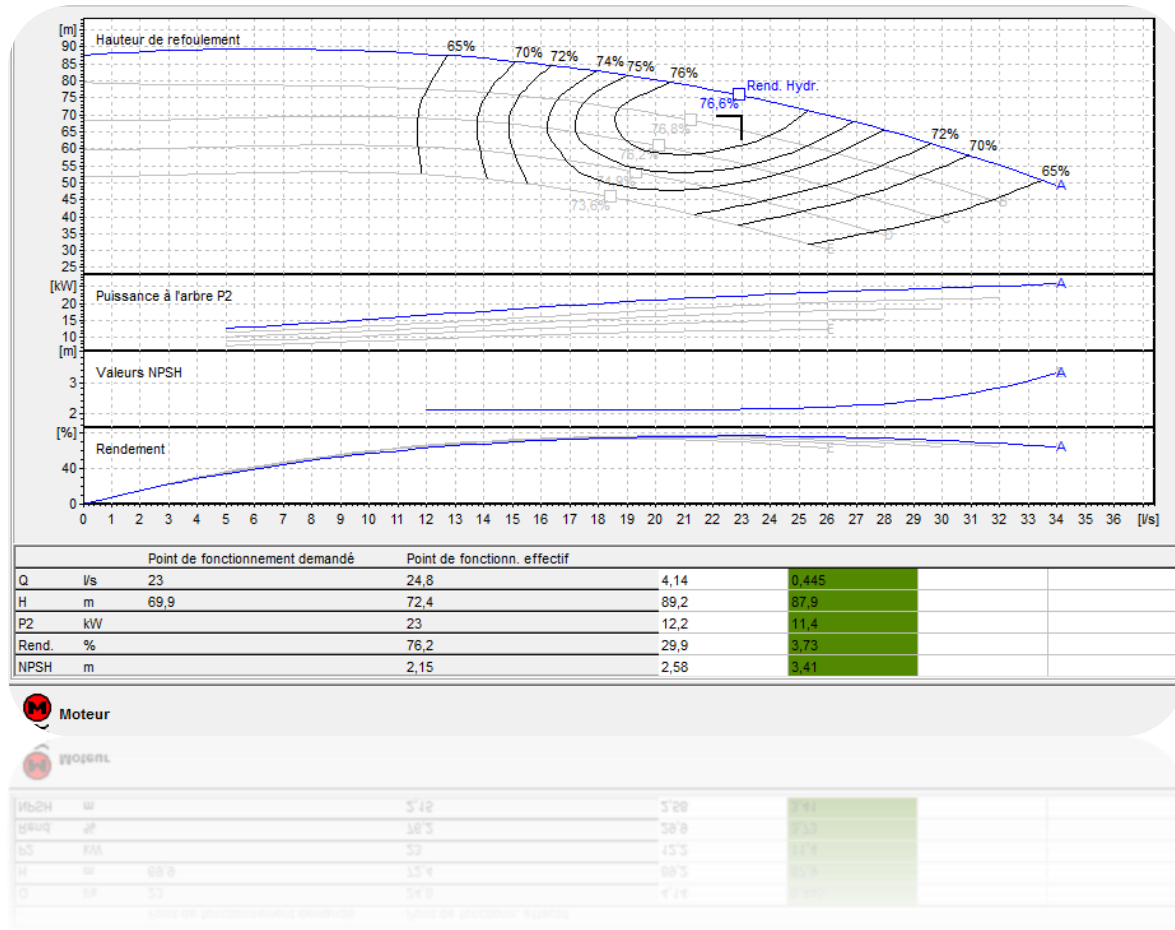 [m]
Hauteur de refoulement
90
85
80
75
70
65
60
55
50
45
40
35
30
25
65% 70% 72% 74% 75% 76%
Rend. Hydr.
76,6%
76,8%
76,2%
74,9%
73,6%
72%
70%
65%
A
B
C
D
E
[kW]
Puissance à l'arbre P2
20
15
10
A
E
[m]
Valeurs NPSH
3
2
A
[%]
Rendement
40
0
A
E
0 1 2 3 4 5 6 7 8 9 10 11 12 13 14 15 16 17 18 19 20 21 22 23 24 25 26 27 28 29 30 31 32 33 34 35 36 [l/s]
Point de fonctionnement demandé Point de fonctionn. effectif
Q l/s 23 24,8 4,14 0,445
H m 69,9 72,4 89,2 87,9
P2 kW 23 12,2 11,4
Rend. % 76,2 29,9 3,73
NPSH m 2,15 2,58 3,41
M Moteur